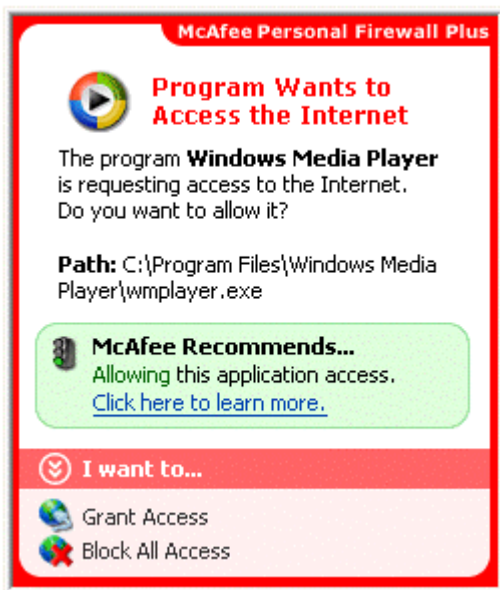 McAfee Personal Firewall Plus
Program Wants to
Access the Internet
The program Windows Media Player
is requesting access to the Internet.
Do you want to allow it?
Path: C:\Program Files\Windows Media
Player\wmplayer.exe
McAfee Recommends...
Allowing this application access.
Click here to learn more.
I want to...
Grant Access
Block All Access